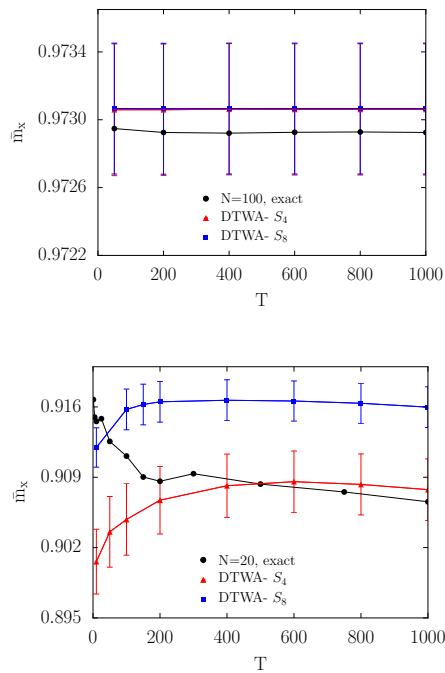 0.9734
0.9730
0.9726
0.9722
m̄ₓ
N=100, exact
DTWA- S₄
DTWA- S₈
0 200 400 600 800 1000
T
0.916
0.909
0.902
0.895
m̄ₓ
N=20, exact
DTWA- S₄
DTWA- S₈
0 200 400 600 800 1000
T